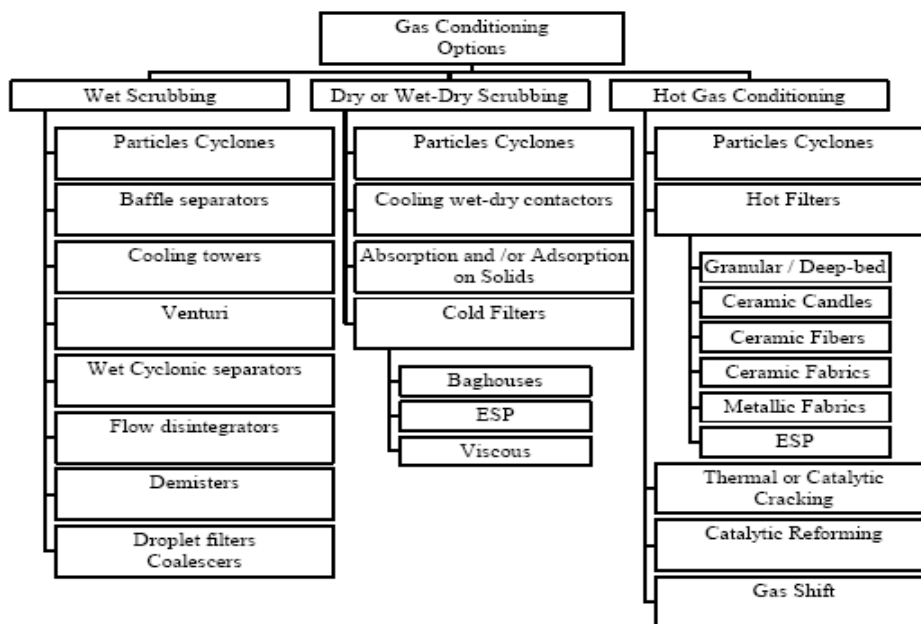 Gas Conditioning
Options
Wet Scrubbing
Particles Cyclones
Baffle separators
Cooling towers
Venturi
Wet Cyclonic separators
Flow disintegrators
Demisters
Droplet filters
Coalescers
Dry or Wet-Dry Scrubbing
Particles Cyclones
Cooling wet-dry contactors
Absorption and /or Adsorption
on Solids
Cold Filters
Baghouses
ESP
Viscous
Hot Gas Conditioning
Particles Cyclones
Hot Filters
Granular / Deep-bed
Ceramic Candles
Ceramic Fibers
Ceramic Fabrics
Metallic Fabrics
ESP
Thermal or Catalytic
Cracking
Catalytic Reforming
Gas Shift